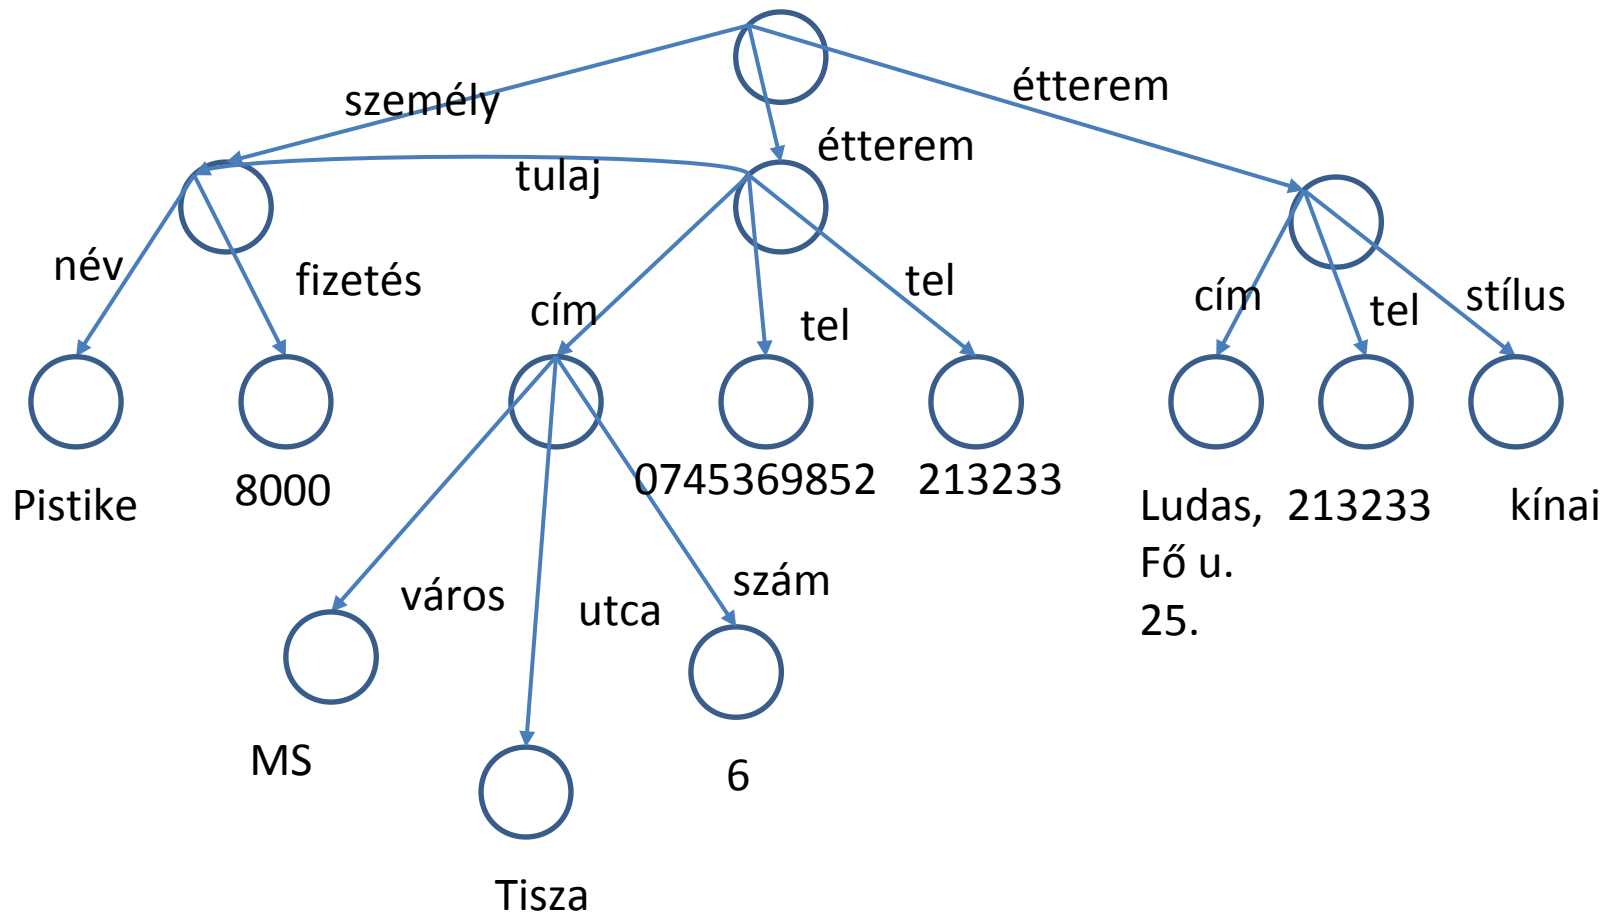 étterem
személy
étterem
tulaj
név
fizetés
cím
tel
tel
cím
tel
stílus
Pistike
8000
0745369852
213233
Ludas,
Fő u.
25.
213233
kínai
város
utca
szám
MS
6
Tisza